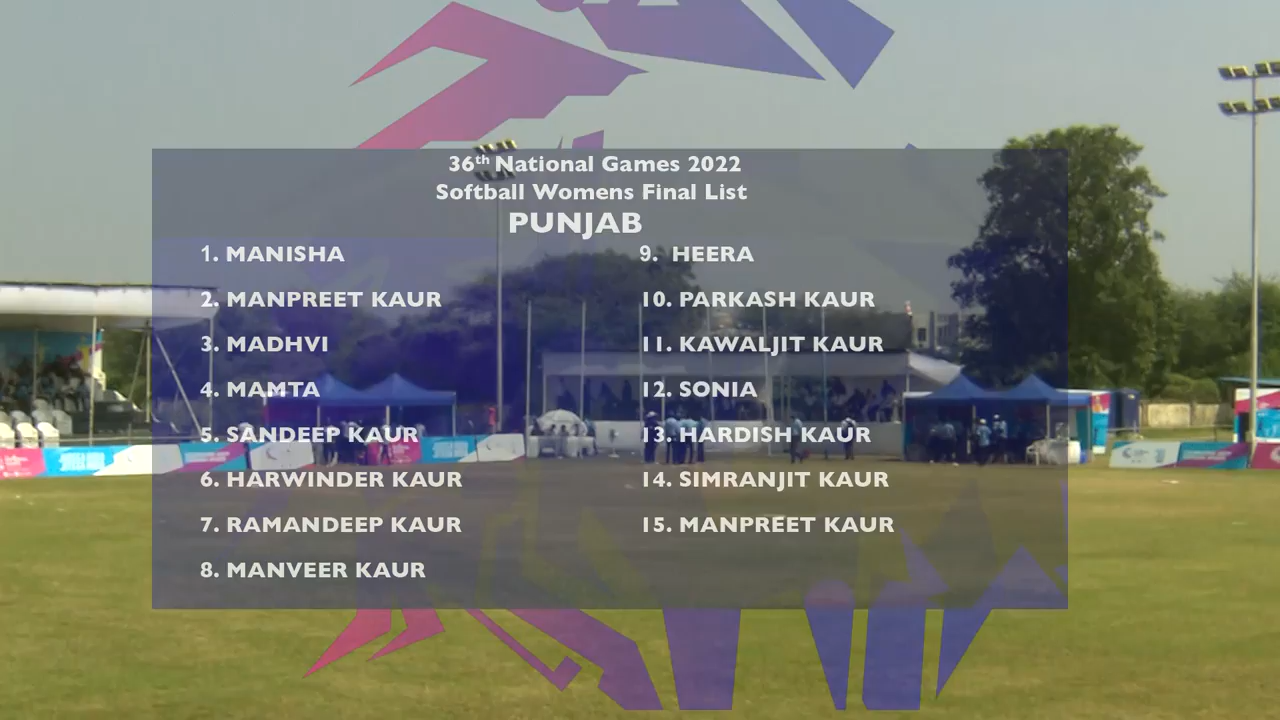 36th National Games 2022
Softball Womens Final List
PUNJAB
1. MANISHA
2. MANPREET KAUR
3. MADHVI
4. MAMTA
5. SANDEEP KAUR
6. HARWINDER KAUR
7. RAMANDEEP KAUR
8. MANVEER KAUR
9. HEERA
10. PARKASH KAUR
11. KAWALJIT KAUR
12. SONIA
13. HARDISH KAUR
14. SIMRANJIT KAUR
15. MANPREET KAUR